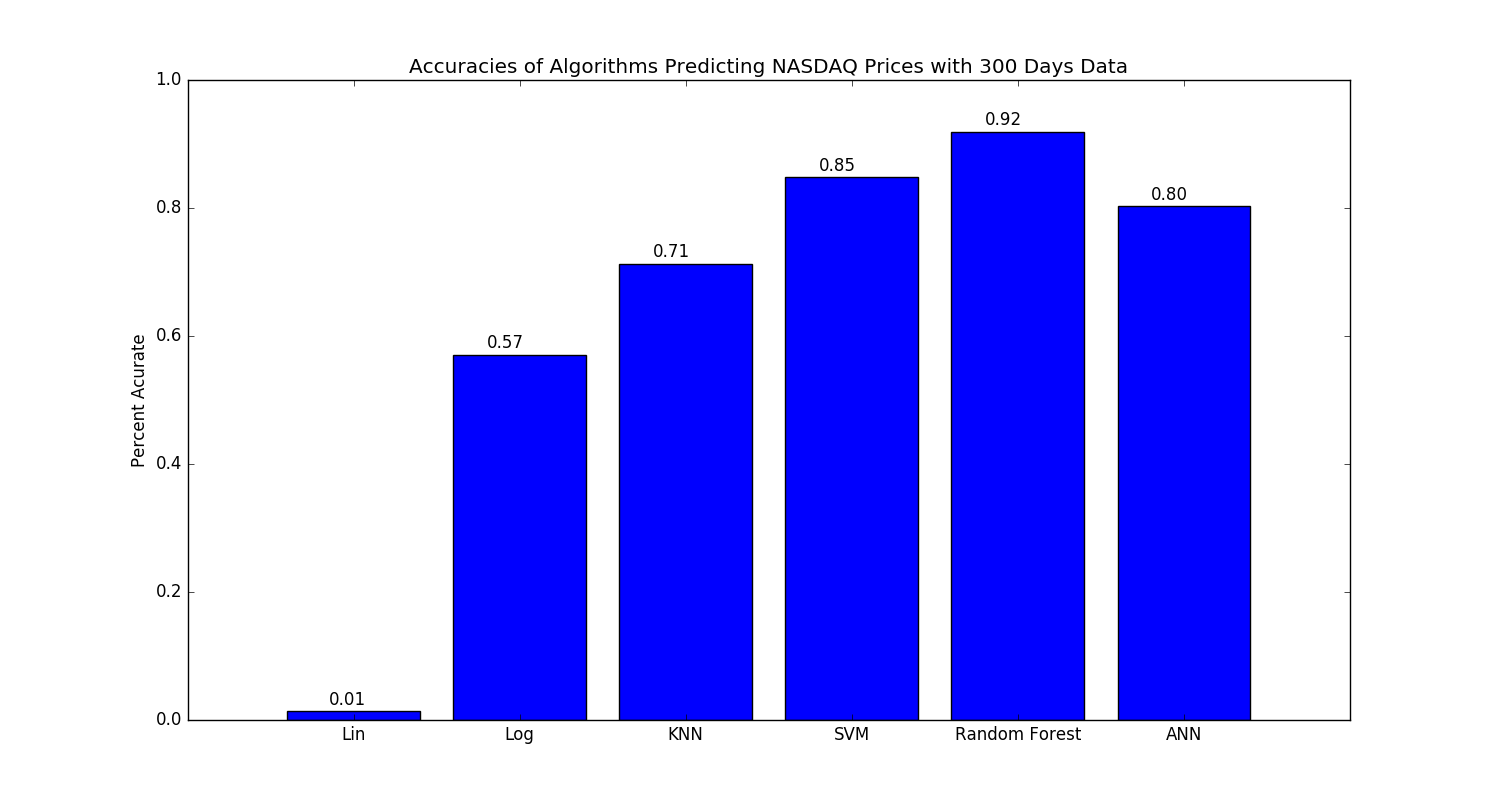 Accuracies of Algorithms Predicting NASDAQ Prices with 300 Days Data
Percent Acurate
1.0
0.8
0.6
0.4
0.2
0.0
0.01
0.57
0.71
0.85
0.92
0.80
Lin
Log
KNN
SVM
Random Forest
ANN